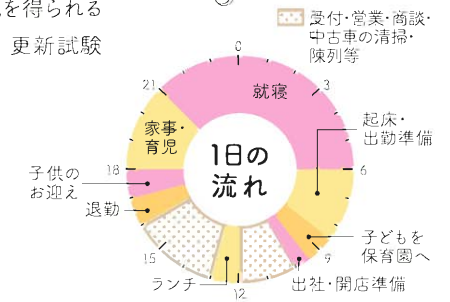 を得られる
更新試験
受付・営業・商談・
中古車の清掃・
陳列等
0
3
6
9
12
15
18
21
就寝
起床・
出勤準備
子どもを
保育園へ
出社・開店準備
ランチ
退勤
子供の
お迎え
家事・
育児
1日の
流れ